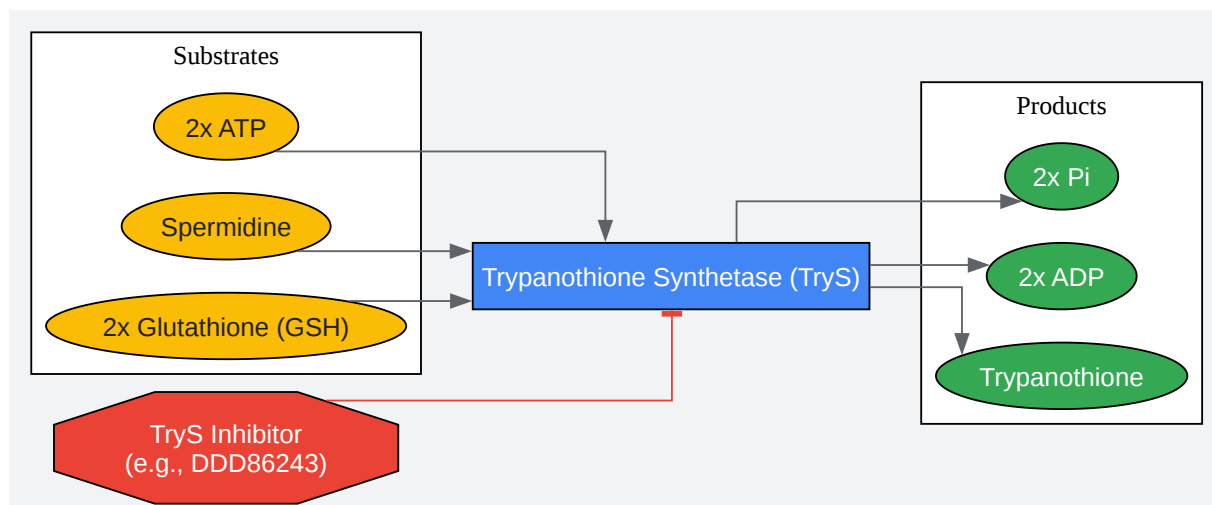 Substrates
2x ATP
Spermidine
2x Glutathione (GSH)
TryS Inhibitor
(e.g., DDD86243)
Trypanothione Synthetase (TryS)
Products
2x Pi
2x ADP
Trypanothione